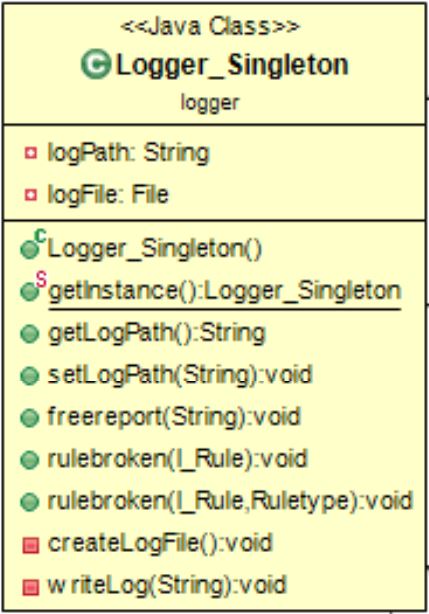 <<Java Class>>
C Logger_Singleton
logger
logPath: String
logFile: File
C Logger_Singleton()
S getInstance():Logger_Singleton
getLogPath():String
setLogPath(String):void
freereport(String):void
rulebroken(I_Rule):void
rulebroken(I_Rule,Ruletype):void
createLogFile():void
writeLog(String):void